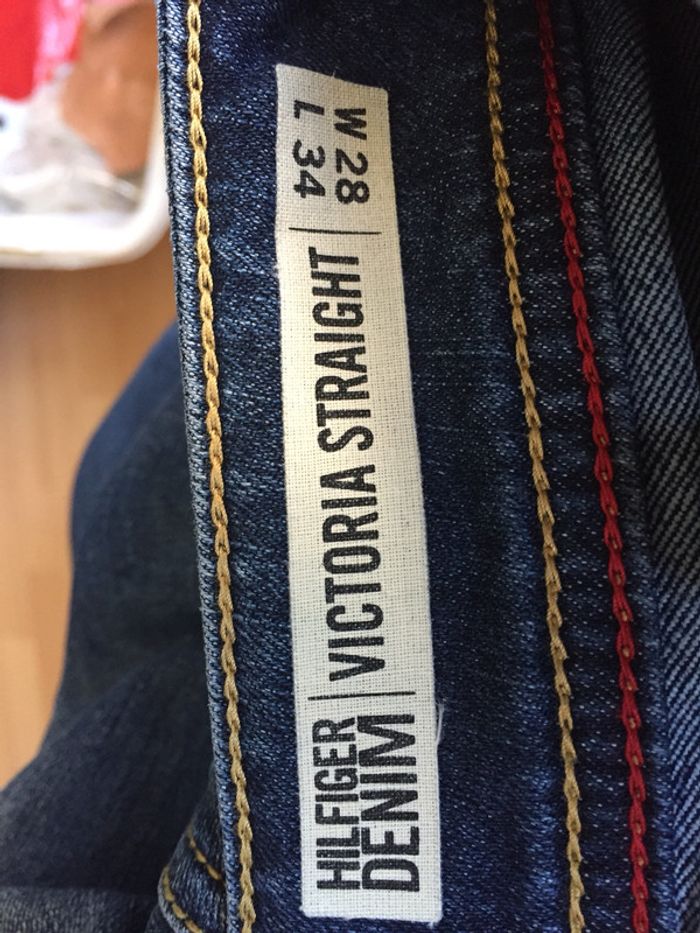 HILFIGER
DENIM
VICTORIA STRAIGHT
W 28
L 34